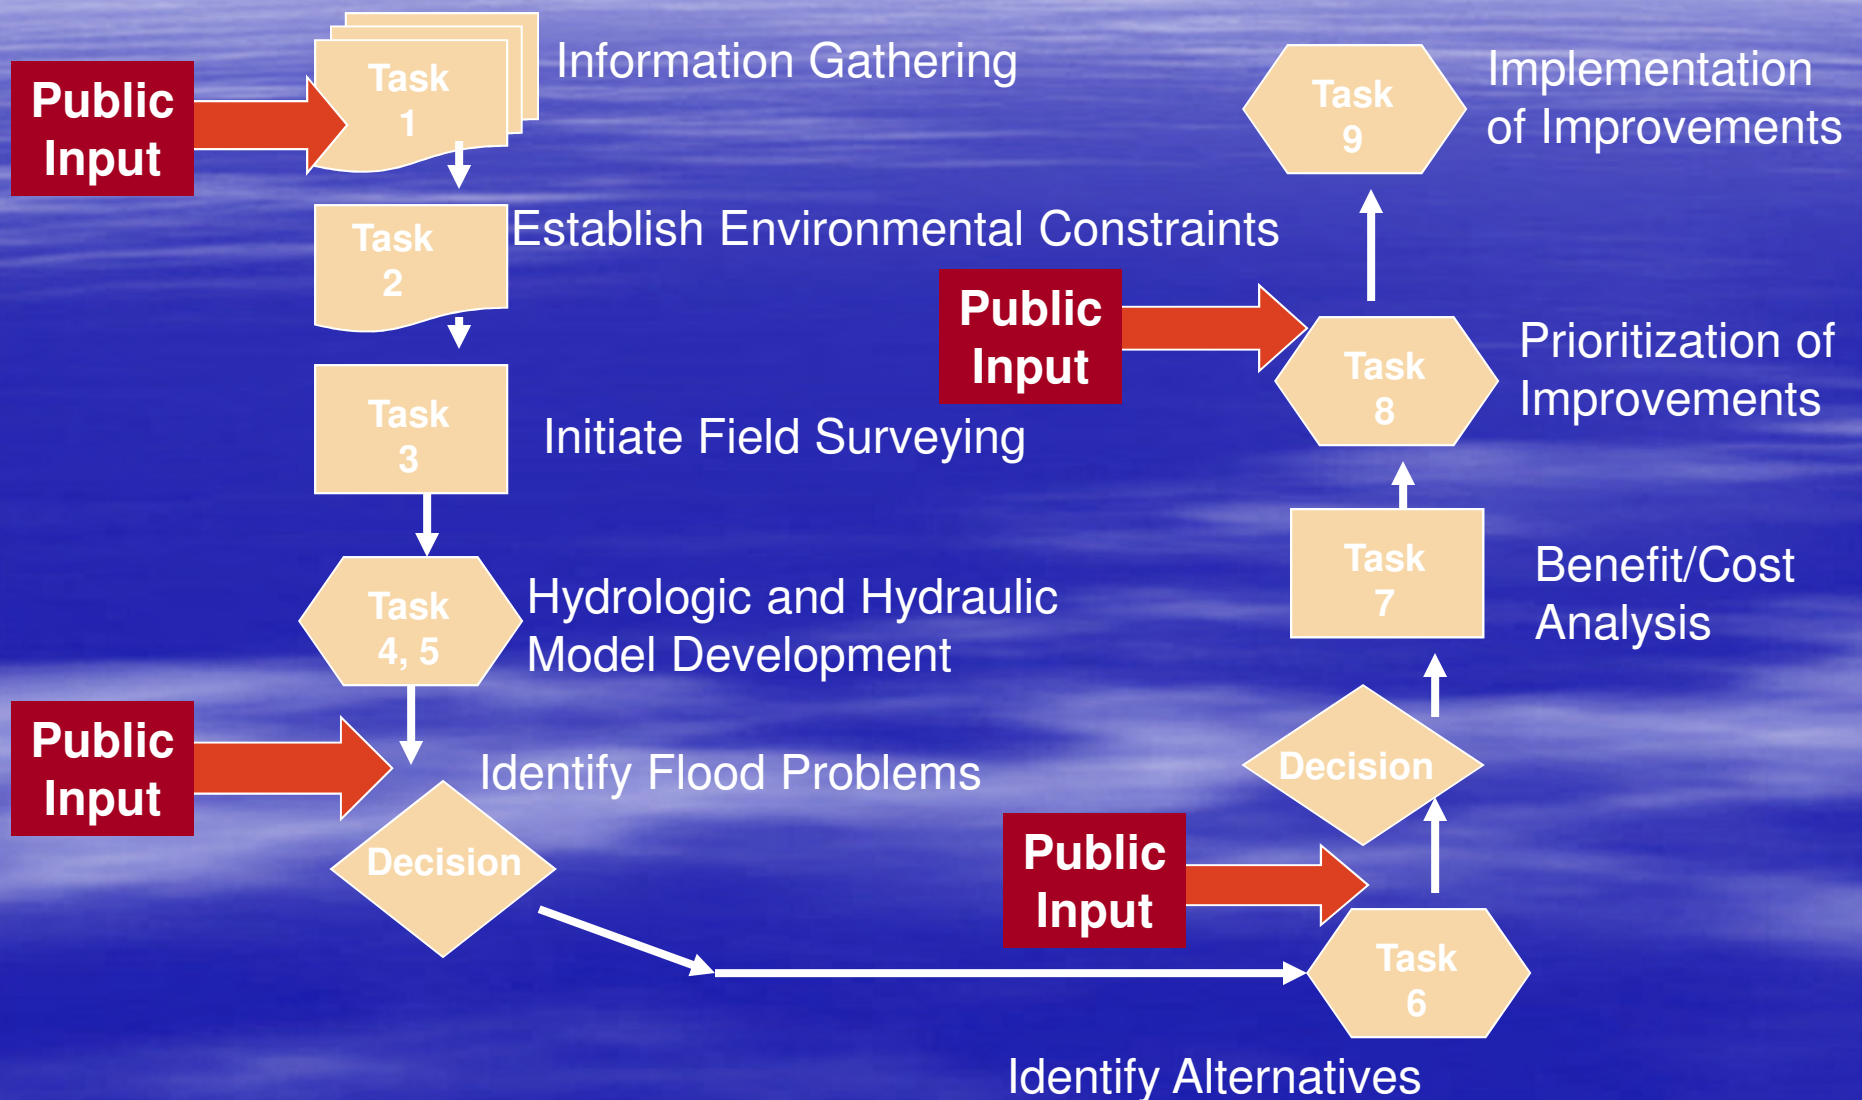 Public
Input
Task
1
Information Gathering
Task
2
Establish Environmental Constraints
Task
3
Initiate Field Surveying
Task
4, 5
Hydrologic and Hydraulic
Model Development
Public
Input
Identify Flood Problems
Decision
Task
6
Identify Alternatives
Public
Input
Decision
Task
7
Benefit/Cost
Analysis
Public
Input
Task
8
Prioritization of
Improvements
Task
9
Implementation
of Improvements